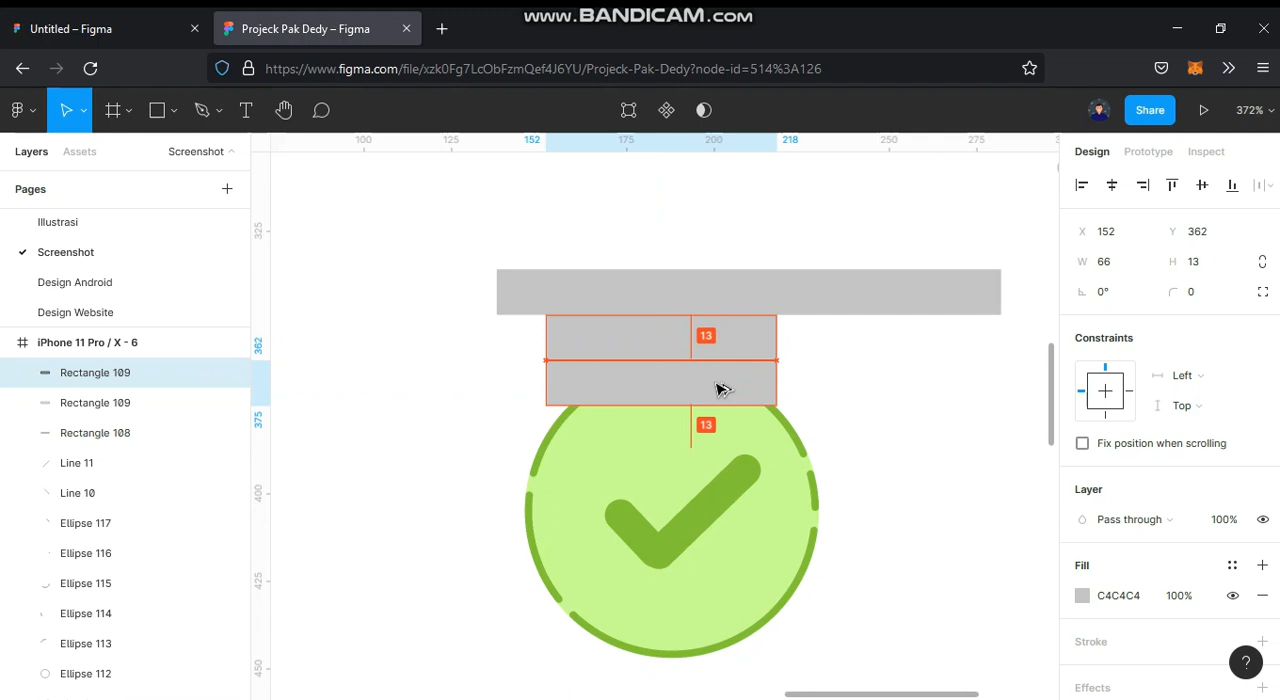 www.BANDICAM.com
Untitled – Figma
Projeck Pak Dedy – Figma
https://www.figma.com/file/xzk0Fg7LcObFzmQef4J6YU/Projeck-Pak-Dedy?node-id=514%3A126
Share
372%
Layers
Assets
Screenshot
100
125
152
175
200
218
250
275
Design
Prototype
Inspect
Pages
Illustrasi
Screenshot
Design Android
Design Website
iPhone 11 Pro / X - 6
Rectangle 109
Rectangle 109
Rectangle 108
Line 11
Line 10
Ellipse 117
Ellipse 116
Ellipse 115
Ellipse 114
Ellipse 113
Ellipse 112
325
362
375
400
425
450
13
13
X 152 Y 362
W 66 H 13
0° 0
Constraints
Left
Top
Fix position when scrolling
Layer
Pass through 100%
Fill
C4C4C4 100%
Stroke
Effects
?